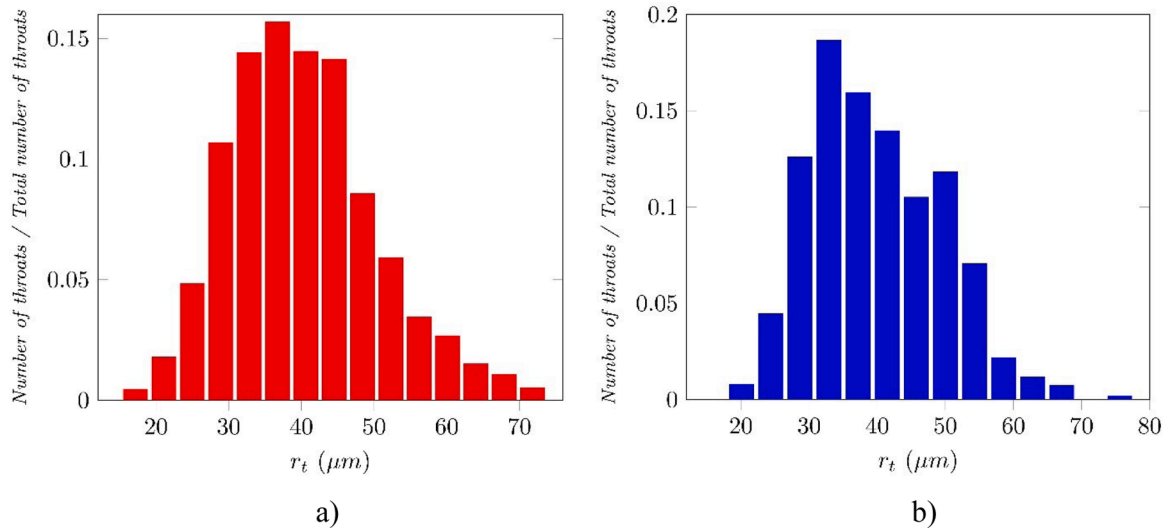 Number of throats / Total number of throats
0.15
0.1
0.05
0
20 30 40 50 60 70
r_t (μm)
a)
Number of throats / Total number of throats
0.2
0.15
0.1
0.05
0
20 30 40 50 60 70 80
r_t (μm)
b)